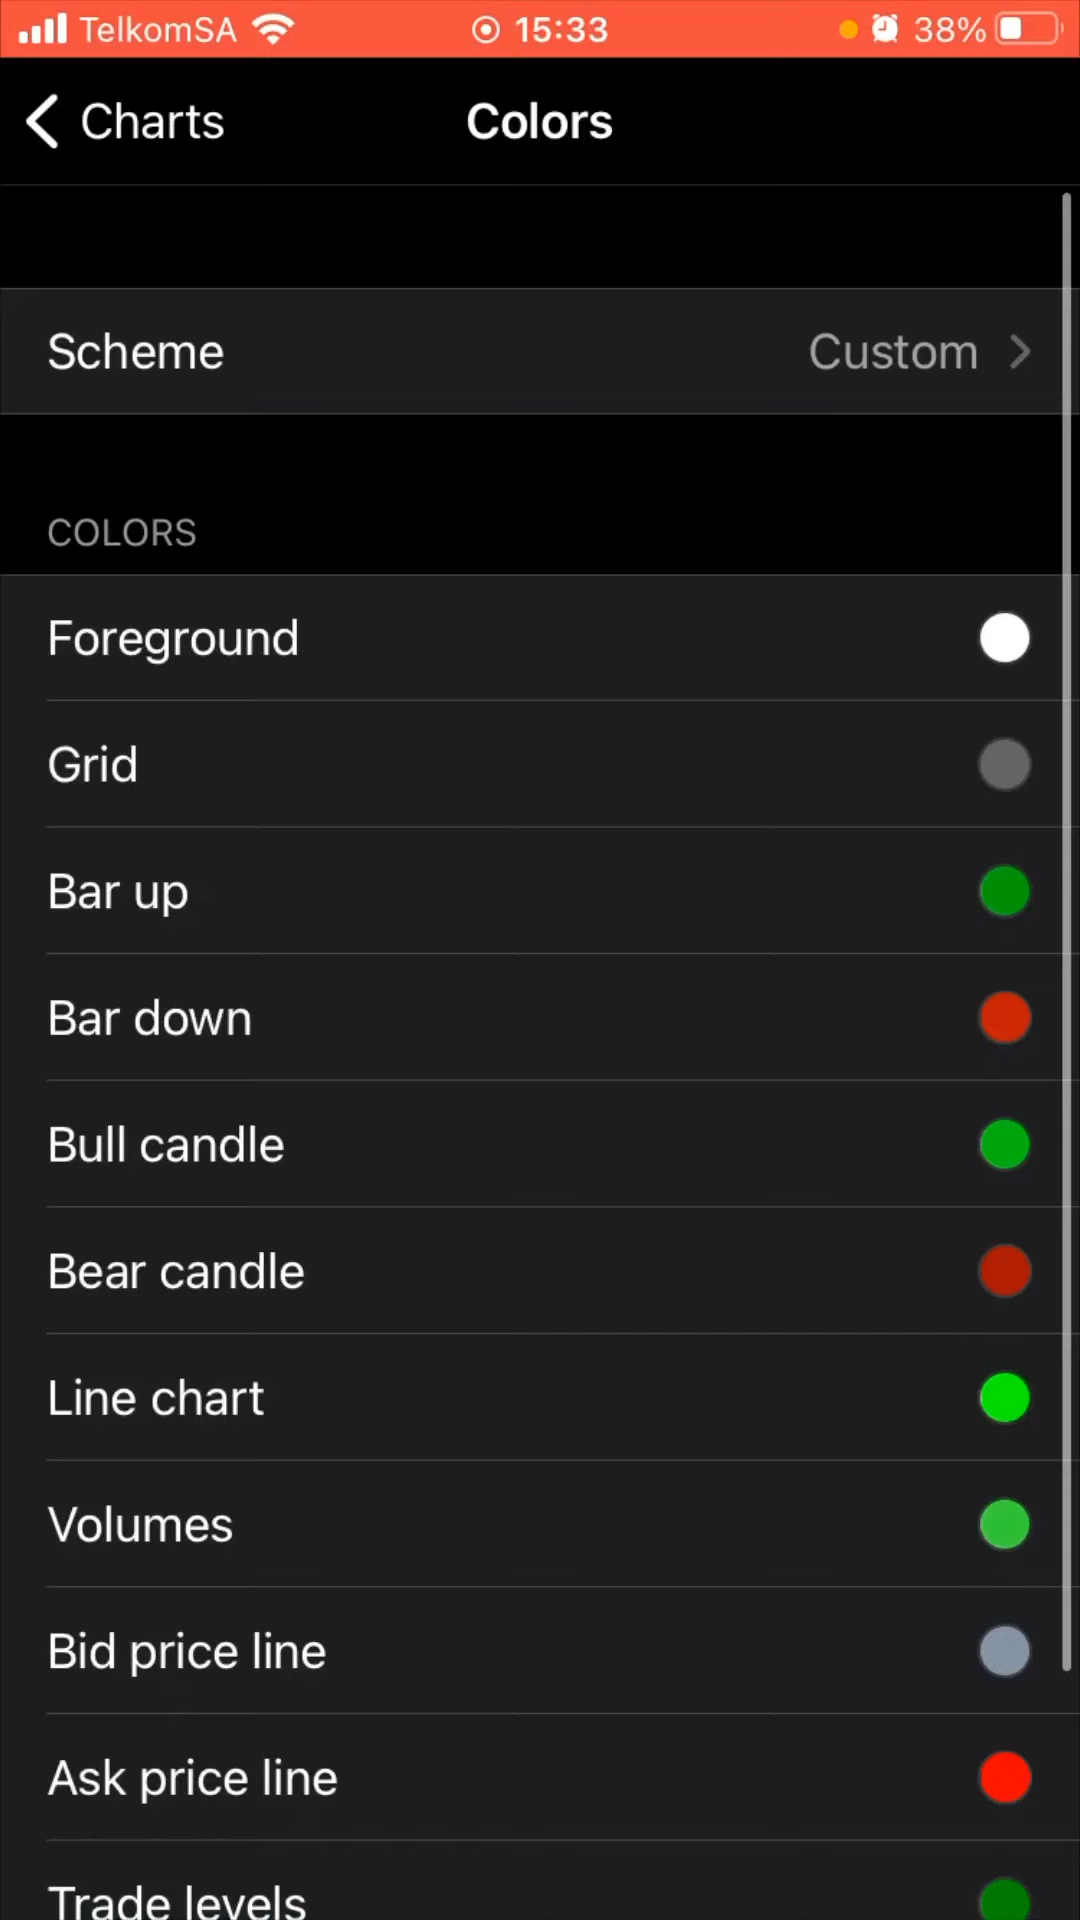 TelkomSA 15:33 38%
Charts Colors
Scheme Custom
COLORS
Foreground
Grid
Bar up
Bar down
Bull candle
Bear candle
Line chart
Volumes
Bid price line
Ask price line
Trade levels